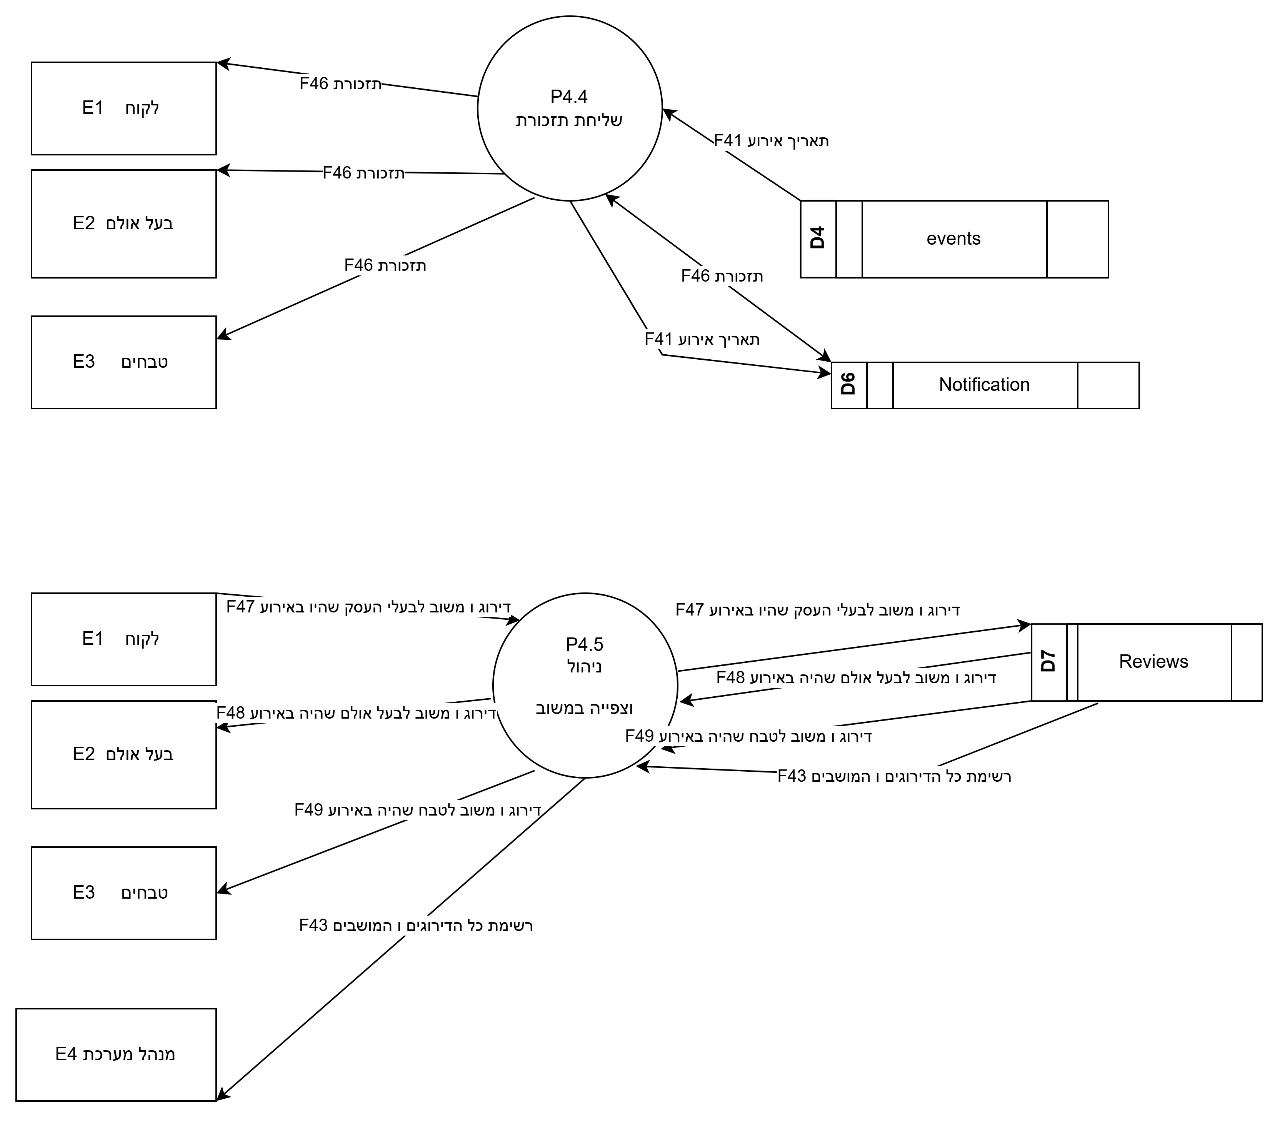 P4.4
שליחת תזכורת
E1 לקוח
F46 תזכורת
F41 תאריך אירוע
F46 תזכורת
E2 בעל אולם
D4
events
F46 תזכורת
F46 תזכורת
F41 תאריך אירוע
E3 טבחים
D6
Notification
E1 לקוח
F47 דירוג ו משוב לבעלי העסק שהיו באירוע
P4.5
ניהול
וצפייה במשוב
F47 דירוג ו משוב לבעלי העסק שהיו באירוע
D7
Reviews
F48 דירוג ו משוב לבעל אולם שהיה באירוע
F48 דירוג ו משוב לבעל אולם שהיה באירוע
F49 דירוג ו משוב לטבח שהיה באירוע
E2 בעל אולם
F43 רשימת כל הדירוגים ו המושבים
F49 דירוג ו משוב לטבח שהיה באירוע
E3 טבחים
F43 רשימת כל הדירוגים ו המושבים
E4 מנהל מערכת